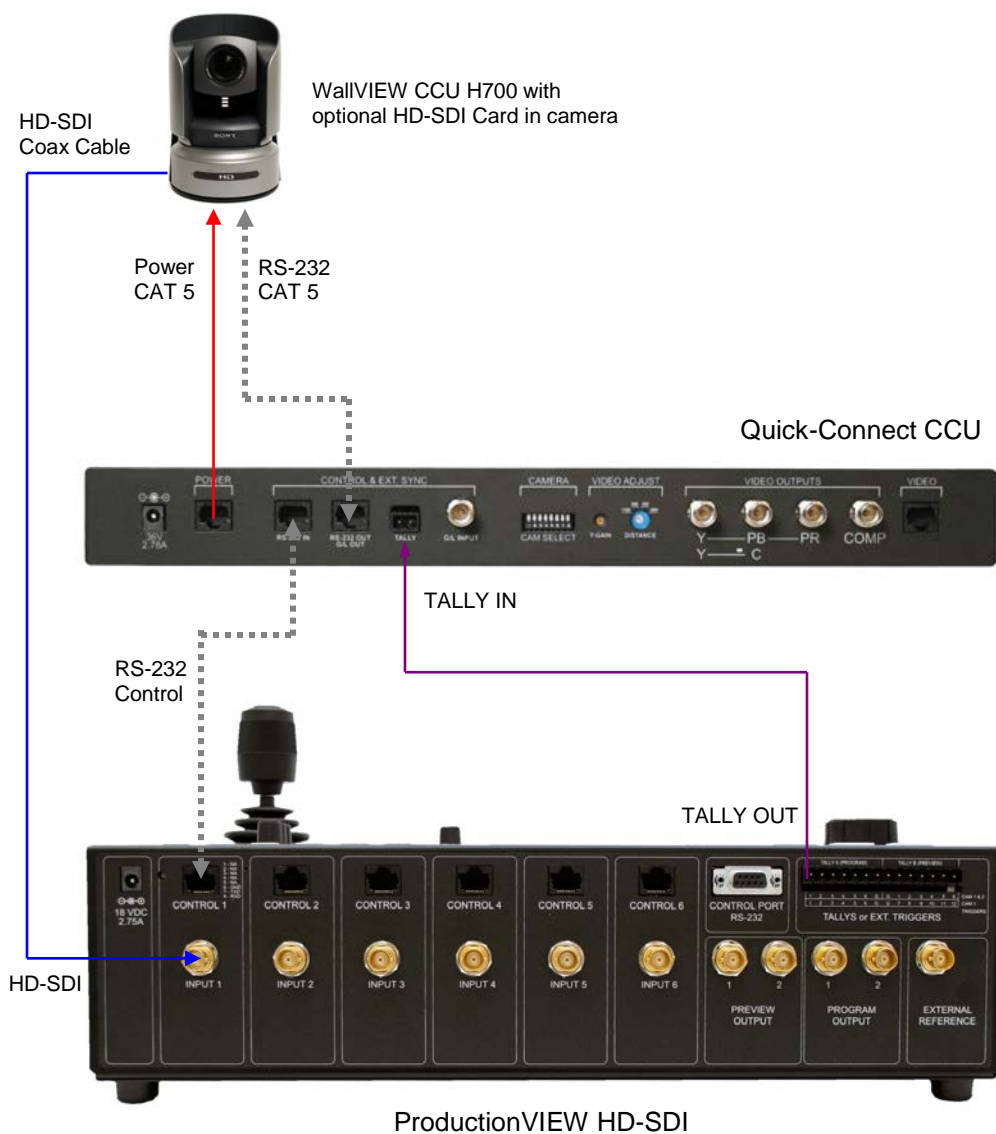 WallVIEW CCU H700 with
optional HD-SDI Card in camera
HD-SDI
Coax Cable
SONY
HD
Power
CAT 5
RS-232
CAT 5
Quick-Connect CCU
POWER
CONTROL & EXT. SYNC
CAMERA
VIDEO ADJUST
VIDEO OUTPUTS
VIDEO
36V
2.78A
RS-232 IN
RS-232 OUT
G/L OUT
TALLY
G/L INPUT
CAM SELECT
Y-GAIN
DISTANCE
Y PB PR COMP
Y C
TALLY IN
RS-232
Control
TALLY OUT
TALLY A (PROGRAM)
TALLY B (PREVIEW)
18 VDC
2.75A
CONTROL 1
CONTROL 2
CONTROL 3
CONTROL 4
CONTROL 5
CONTROL 6
CONTROL PORT
RS-232
CAM 1 & 2
TRIGGERS
TALLYS or EXT. TRIGGERS
HD-SDI
INPUT 1
INPUT 2
INPUT 3
INPUT 4
INPUT 5
INPUT 6
1 2
PREVIEW
OUTPUT
1 2
PROGRAM
OUTPUT
EXTERNAL
REFERENCE
ProductionVIEW HD-SDI